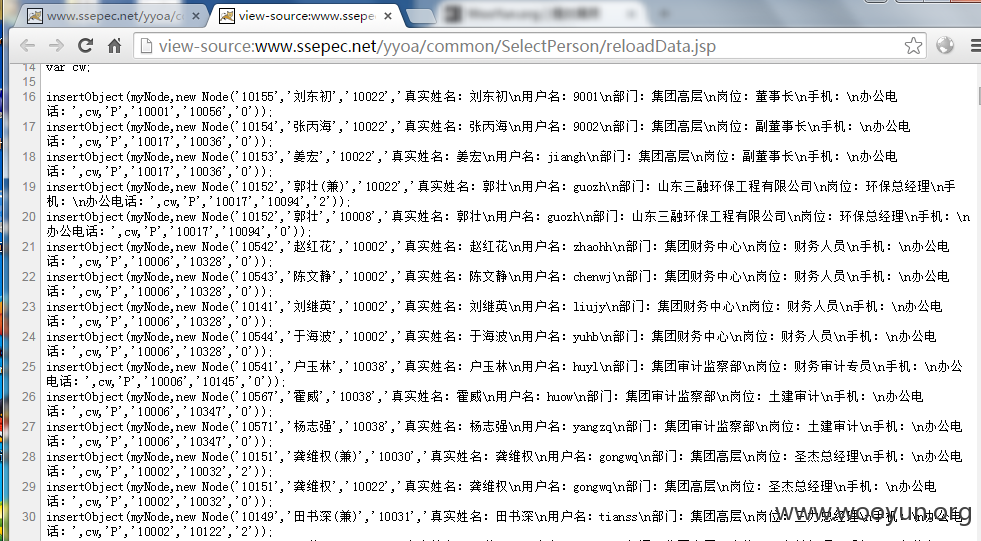 www.ssepec.net/yyoa/c
view-source:www.ssepec
view-source:www.ssepec.net/yyoa/common/SelectPerson/reloadData.jsp
14 var cw;
15
16 insertObject(myNode,new Node('10155','刘东初','10022','真实姓名: 刘东初\n用户名: 9001\n部门: 集团高层\n岗位: 董事长\n手机: \n办公电
话: ',cw,'P','10001','10056','0'));
17 insertObject(myNode,new Node('10154','张丙海','10022','真实姓名: 张丙海\n用户名: 9002\n部门: 集团高层\n岗位: 副董事长\n手机: \n办公电
话: ',cw,'P','10017','10036','0'));
18 insertObject(myNode,new Node('10153','姜宏','10022','真实姓名: 姜宏\n用户名: jiangh\n部门: 集团高层\n岗位: 副董事长\n手机: \n办公电
话: ',cw,'P','10017','10036','0'));
19 insertObject(myNode,new Node('10152','郭壮(兼)','10022','真实姓名: 郭壮\n用户名: guozh\n部门: 山东三融环保工程有限公司\n岗位: 环保总经理\n手
机: \n办公电话: ',cw,'P','10017','10094','2'));
20 insertObject(myNode,new Node('10152','郭壮','10008','真实姓名: 郭壮\n用户名: guozh\n部门: 山东三融环保工程有限公司\n岗位: 环保总经理\n手机: \n
办公电话: ',cw,'P','10017','10094','0'));
21 insertObject(myNode,new Node('10542','赵红花','10002','真实姓名: 赵红花\n用户名: zhaohh\n部门: 集团财务中心\n岗位: 财务人员\n手机: \n办公电
话: ',cw,'P','10006','10328','0'));
22 insertObject(myNode,new Node('10543','陈文静','10002','真实姓名: 陈文静\n用户名: chenwj\n部门: 集团财务中心\n岗位: 财务人员\n手机: \n办公电
话: ',cw,'P','10006','10328','0'));
23 insertObject(myNode,new Node('10141','刘继英','10002','真实姓名: 刘继英\n用户名: liujy\n部门: 集团财务中心\n岗位: 财务人员\n手机: \n办公电
话: ',cw,'P','10006','10328','0'));
24 insertObject(myNode,new Node('10544','于海波','10002','真实姓名: 于海波\n用户名: yuhb\n部门: 集团财务中心\n岗位: 财务人员\n手机: \n办公电
话: ',cw,'P','10006','10328','0'));
25 insertObject(myNode,new Node('10541','户玉林','10038','真实姓名: 户玉林\n用户名: huyl\n部门: 集团审计监察部\n岗位: 财务审计专员\n手机: \n办公
电话: ',cw,'P','10006','10145','0'));
26 insertObject(myNode,new Node('10567','霍威','10038','真实姓名: 霍威\n用户名: huow\n部门: 集团审计监察部\n岗位: 土建审计\n手机: \n办公电
话: ',cw,'P','10006','10347','0'));
27 insertObject(myNode,new Node('10571','杨志强','10038','真实姓名: 杨志强\n用户名: yangzq\n部门: 集团审计监察部\n岗位: 土建审计\n手机: \n办公电
话: ',cw,'P','10006','10347','0'));
28 insertObject(myNode,new Node('10151','龚维权(兼)','10030','真实姓名: 龚维权\n用户名: gongwq\n部门: 集团高层\n岗位: 圣杰总经理\n手机: \n办公电
话: ',cw,'P','10002','10032','2'));
29 insertObject(myNode,new Node('10151','龚维权','10022','真实姓名: 龚维权\n用户名: gongwq\n部门: 集团高层\n岗位: 圣杰总经理\n手机: \n办公电
话: ',cw,'P','10002','10032','0'));
30 insertObject(myNode,new Node('10149','田书深(兼)','10031','真实姓名: 田书深\n用户名: tianss\n部门: 集团高层\n岗位: 总经理\n手机: \n办公电
话: ',cw,'P','10002','10122','2'));
www.wooyun.org